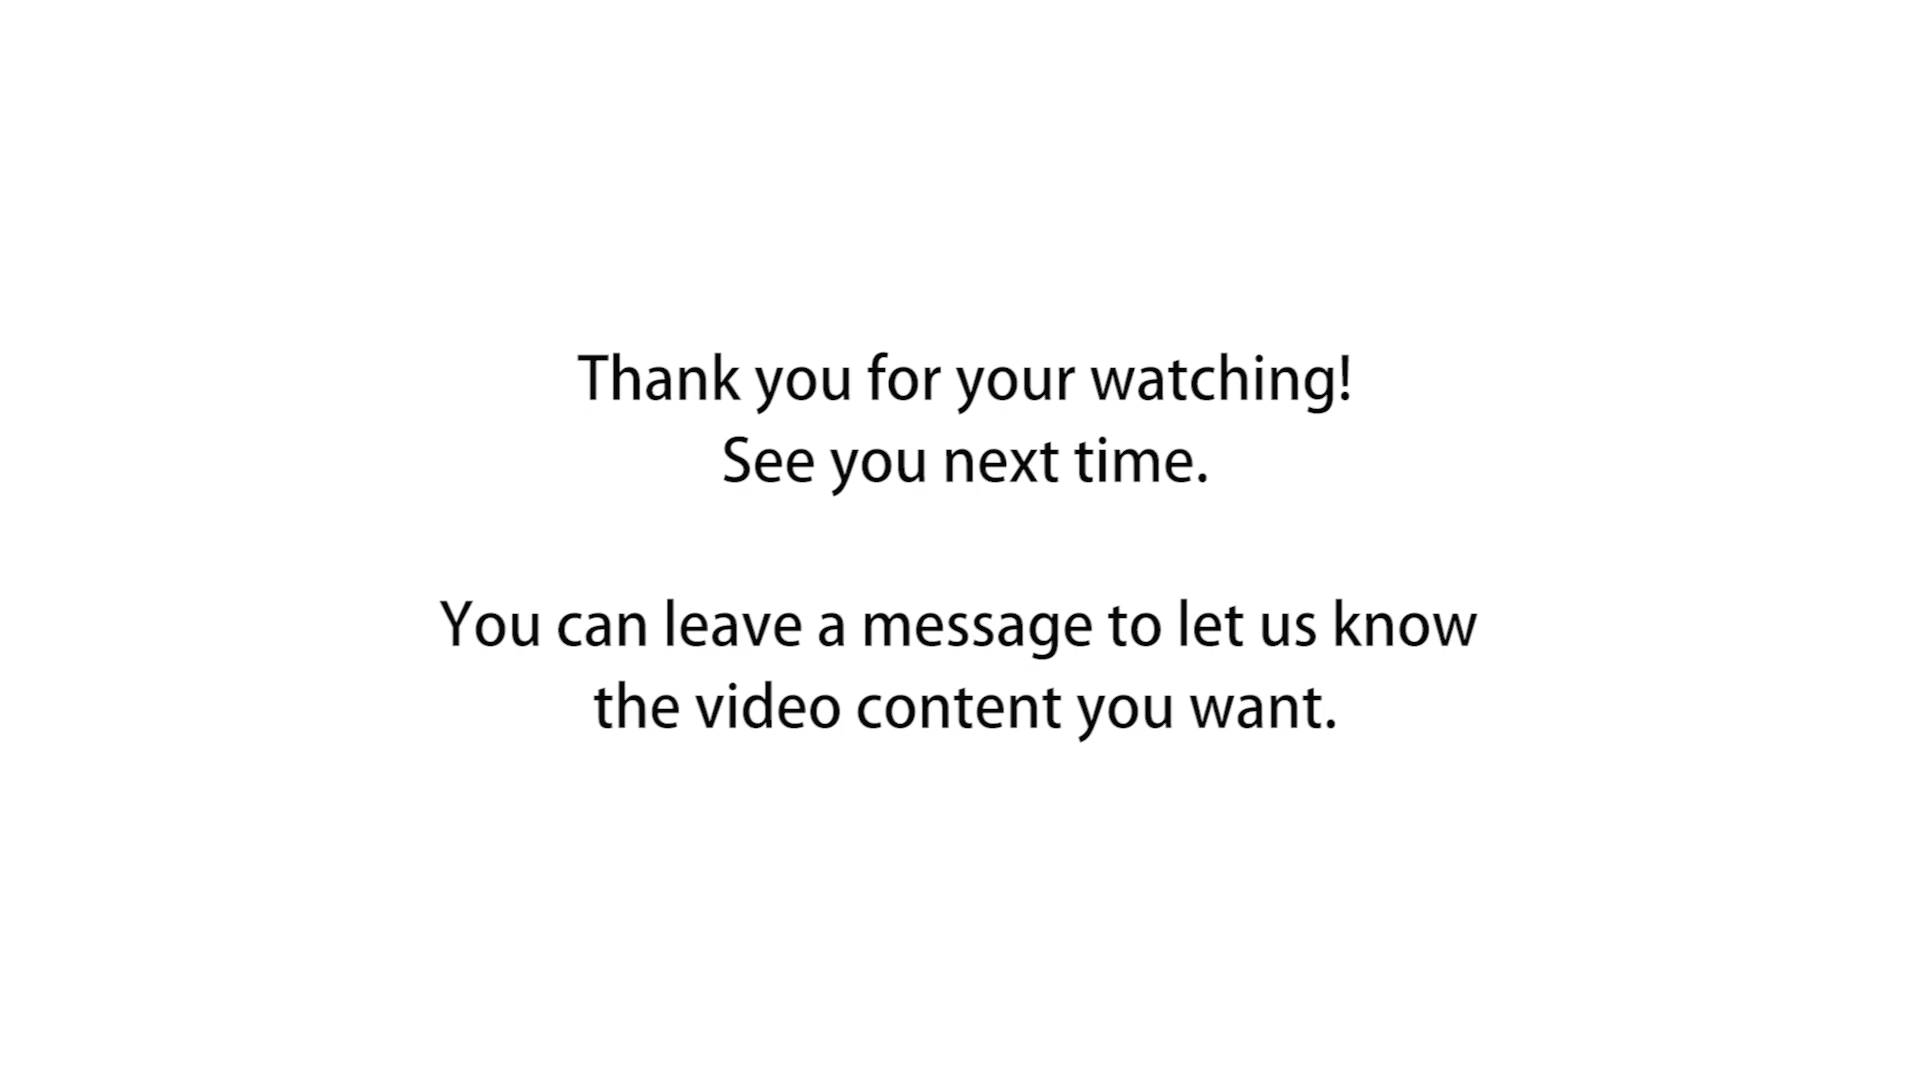 Thank you for your watching!
See you next time.
You can leave a message to let us know
the video content you want.